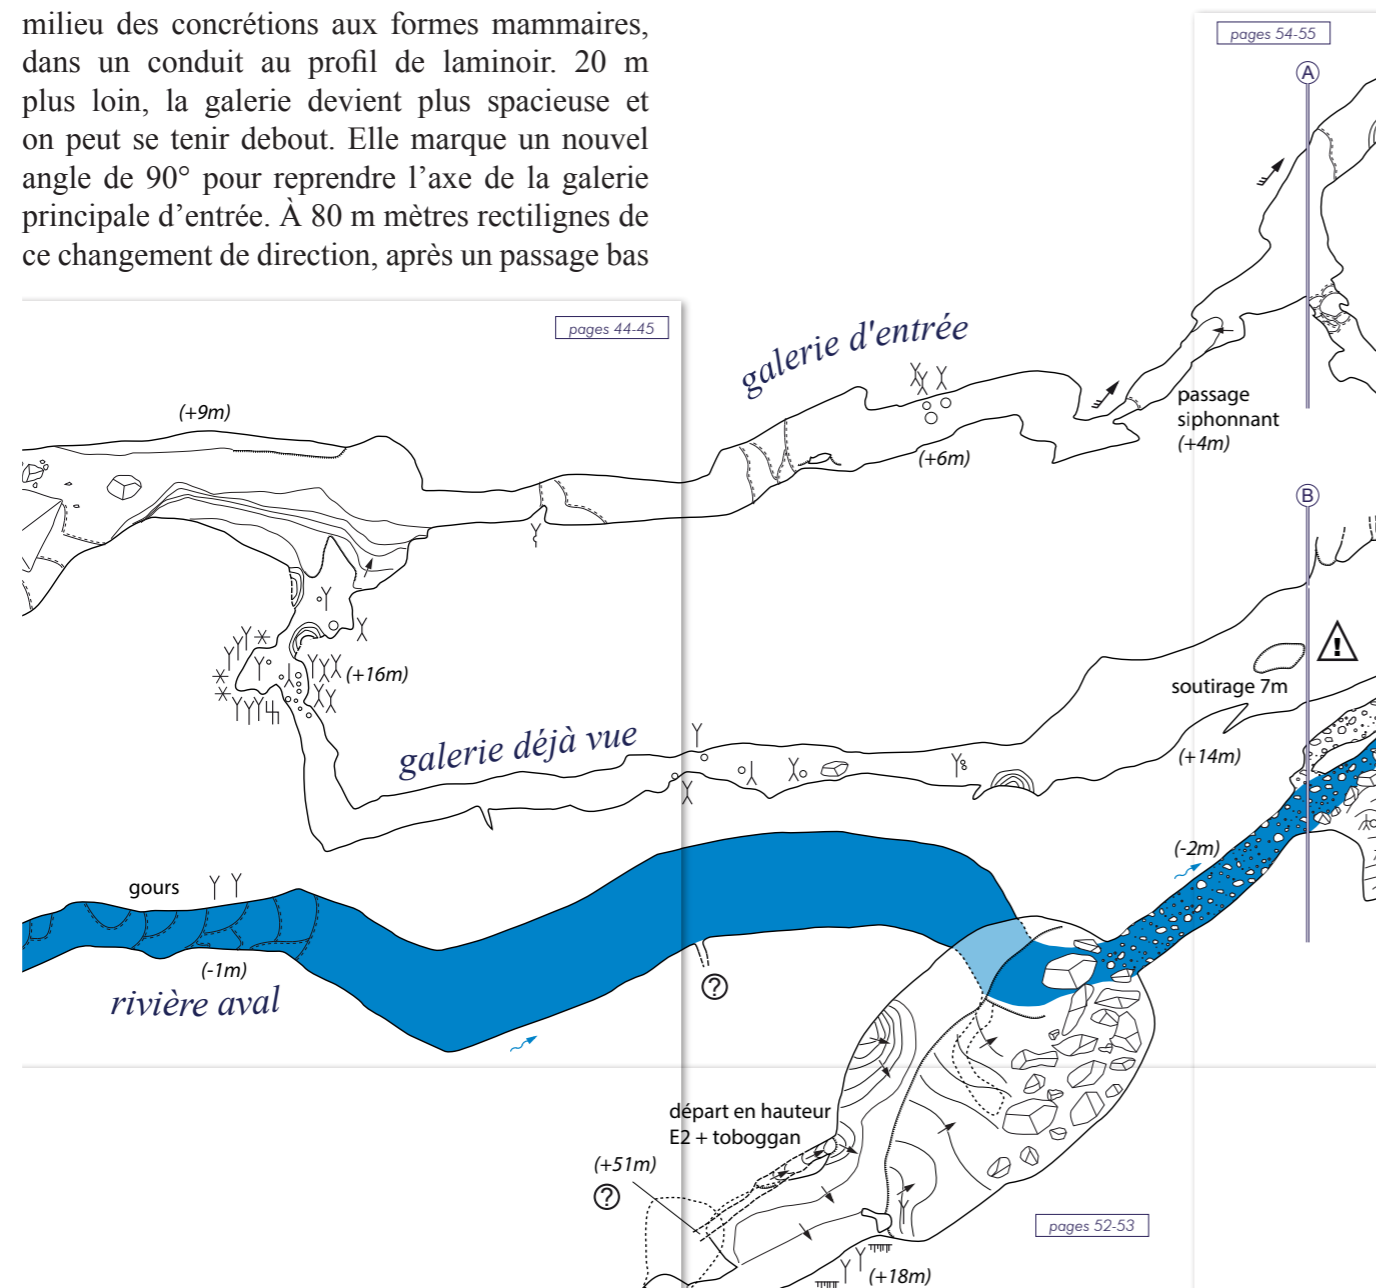 milieu des concrétions aux formes mammaires,
dans un conduit au profil de laminoir. 20 m
plus loin, la galerie devient plus spacieuse et
on peut se tenir debout. Elle marque un nouvel
angle de 90° pour reprendre l’axe de la galerie
principale d’entrée. À 80 m mètres rectilignes de
ce changement de direction, après un passage bas
pages 54-55
A
pages 44-45
galerie d'entrée
(+9m)
passage
siphonnant
(+4m)
(+6m)
B
(+16m)
soutirage 7m
galerie déjà vue
(+14m)
(-2m)
gours
(-1m)
rivière aval
?
départ en hauteur
E2 + toboggan
(+51m)
?
pages 52-53
(+18m)